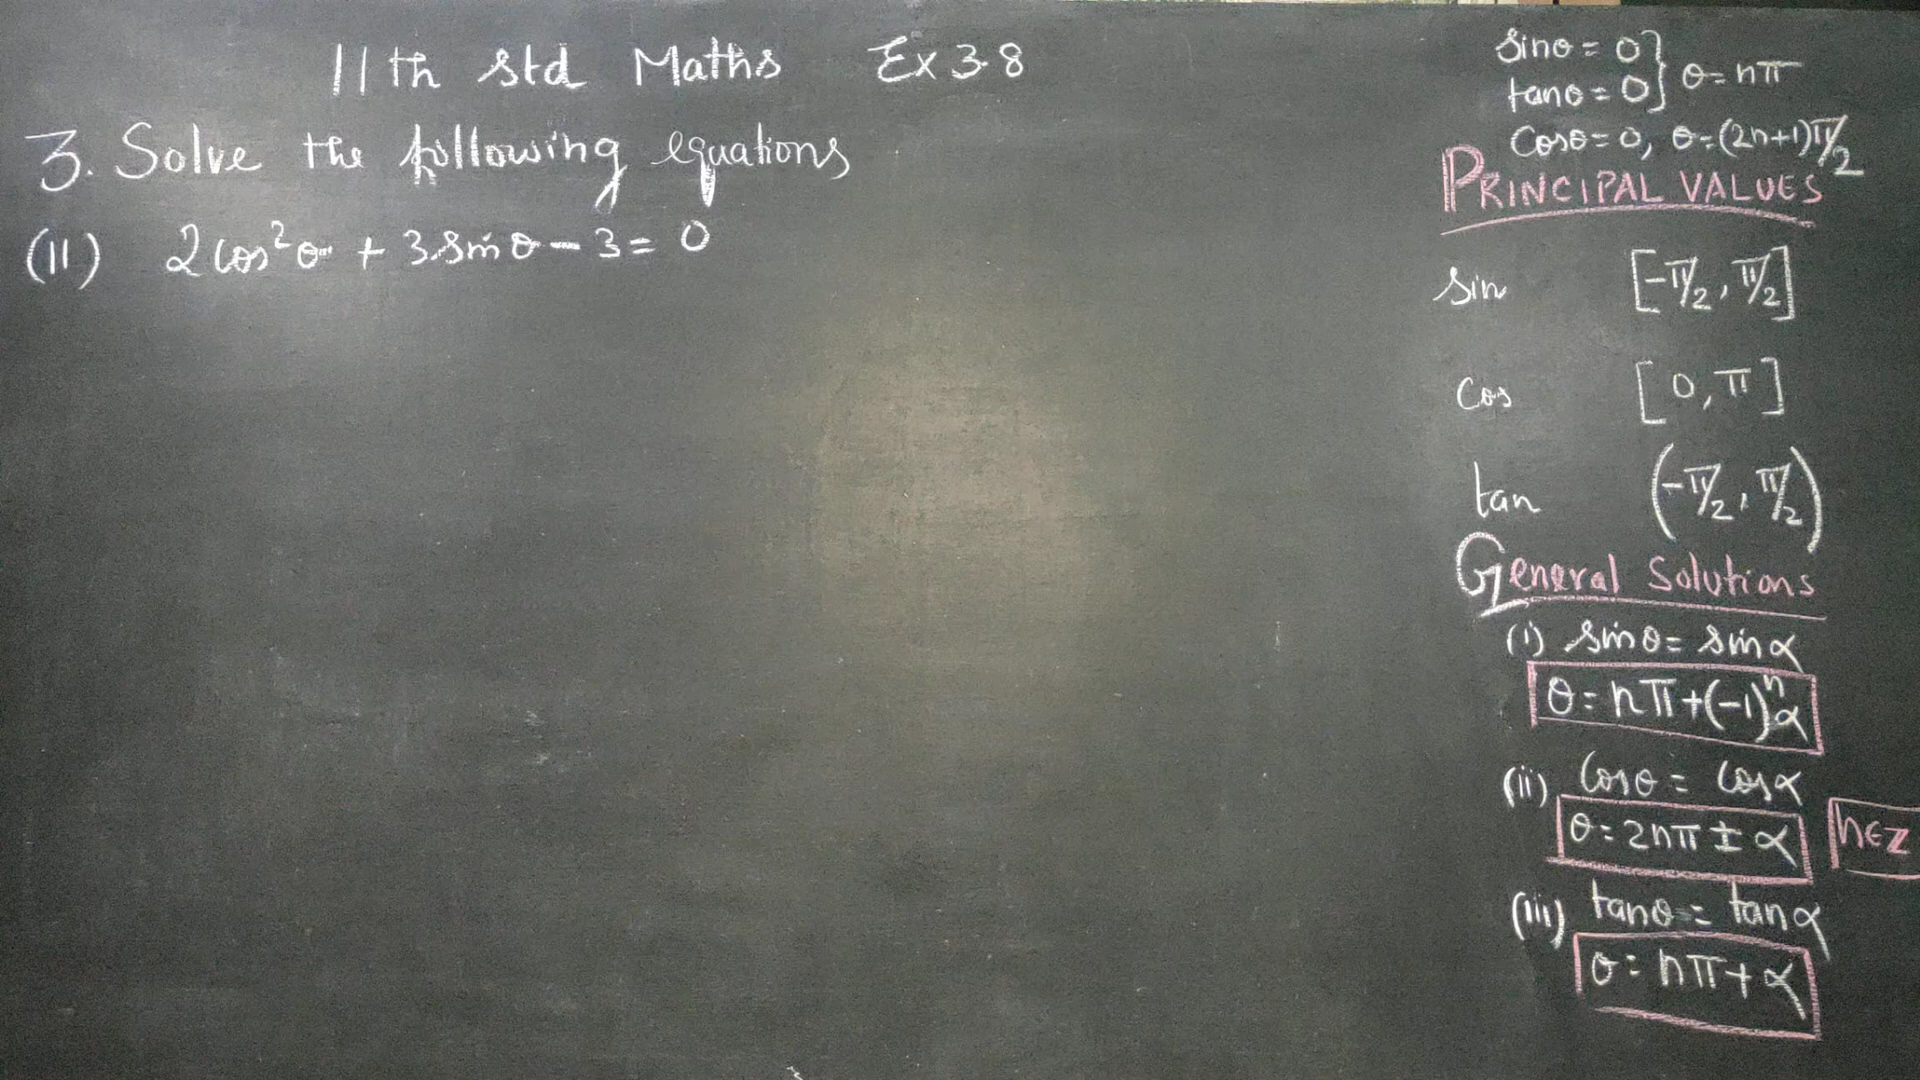 11th std Maths Ex 3.8
3. Solve the following equations
(ii) 2cos²θ + 3sinθ − 3 = 0
sinθ = 0 } θ = nπ
tanθ = 0
cosθ = 0, θ = (2n+1)π/2
PRINCIPAL VALUES
sin [-π/2, π/2]
cos [0, π]
tan (-π/2, π/2)
General Solutions
(i) sinθ = sinα
θ = nπ + (-1)ⁿα
(ii) cosθ = cosα
θ = 2nπ ± α n∈Z
(iii) tanθ = tanα
θ = nπ + α